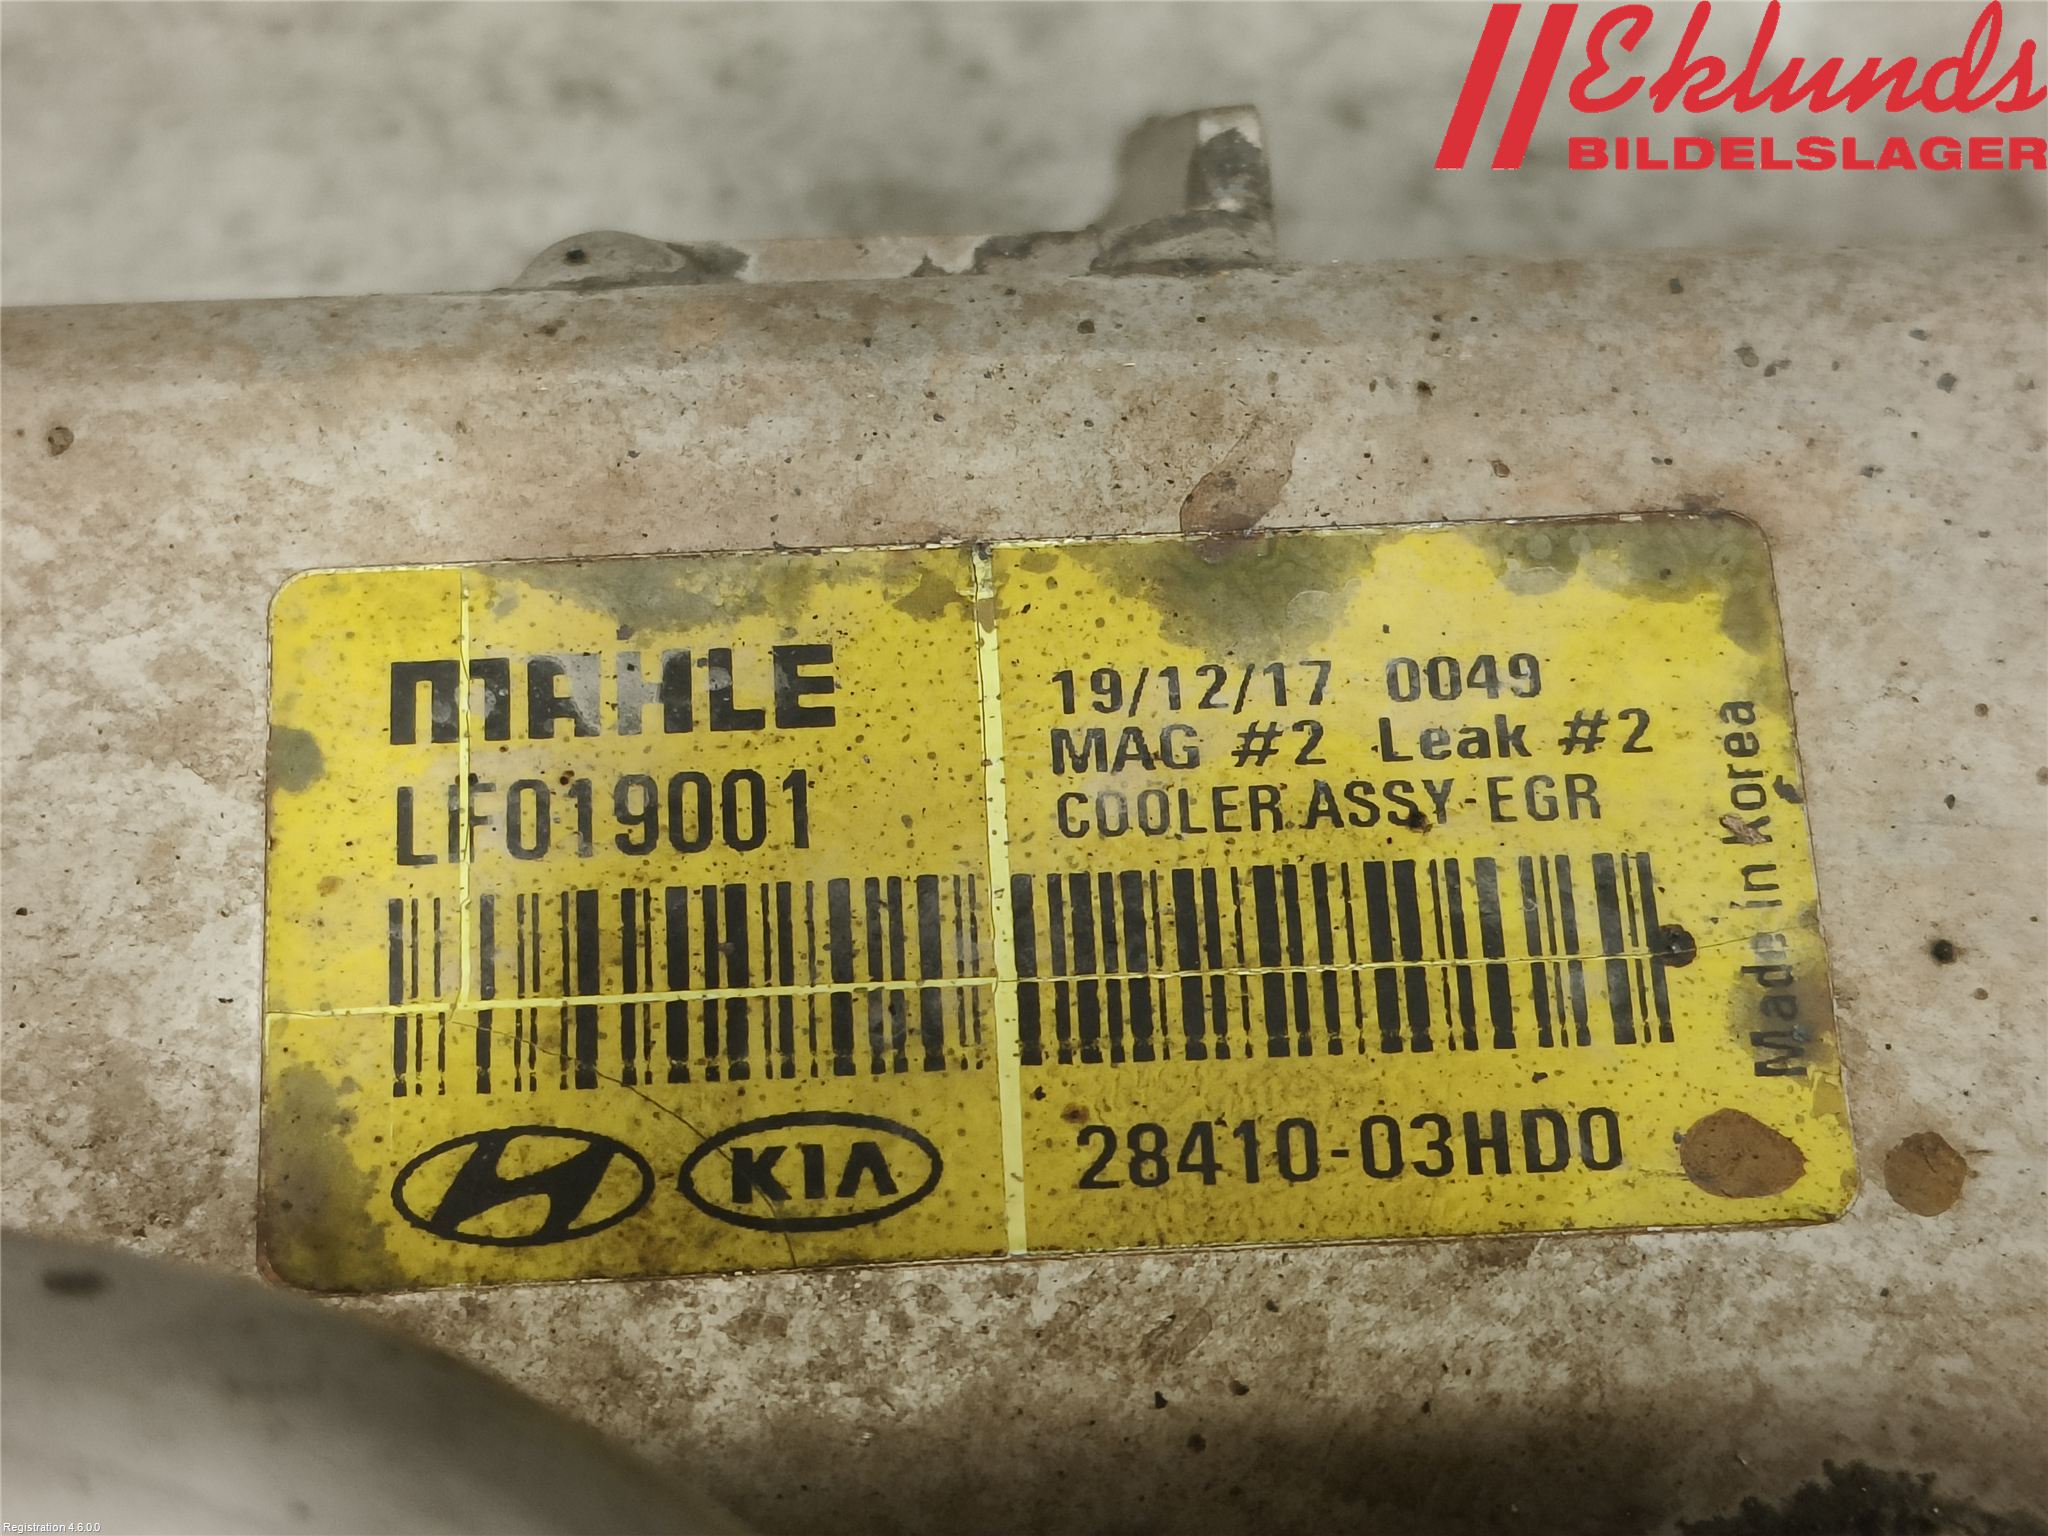 Eklunds
BILDELSLAGER
MAHLE
LF019001
19/12/17 0049
MAG #2 Leak #2
COOLER ASSY-EGR
Made in Korea
KIA
28410-03HD0
Registration 4.6.0.0